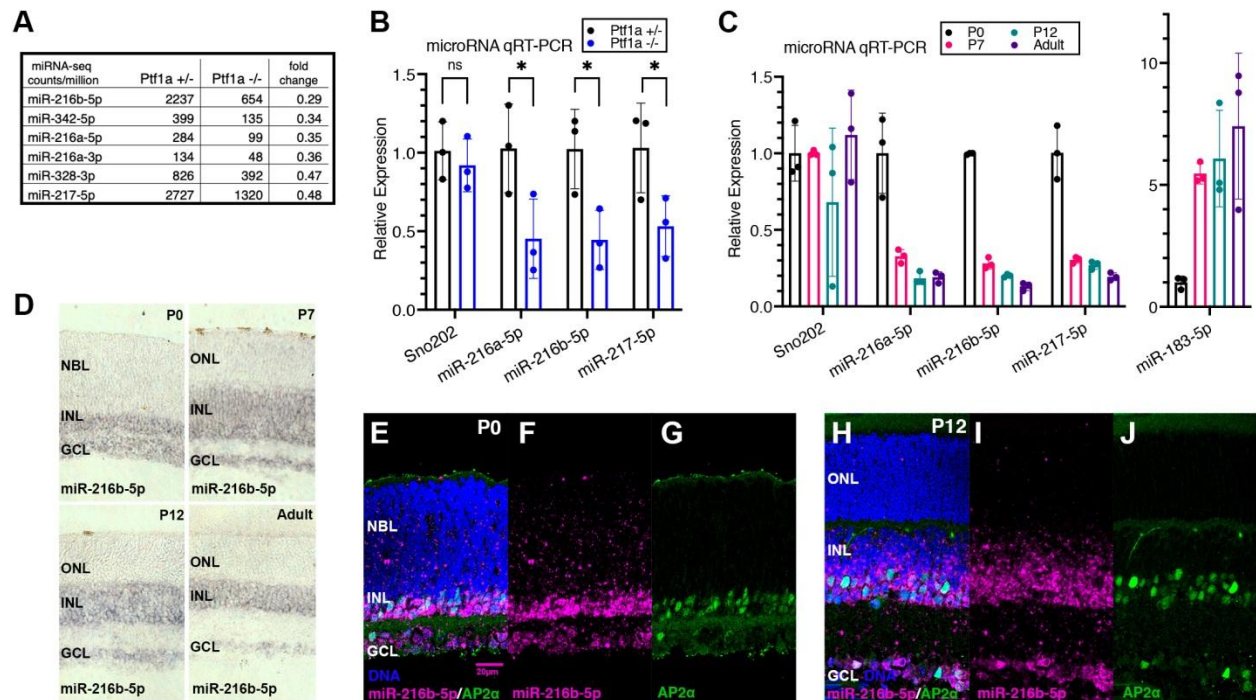 A
miRNA-seq
counts/million Ptf1a +/- Ptf1a -/- fold
change
miR-216b-5p 2237 654 0.29
miR-342-5p 399 135 0.34
miR-216a-5p 284 99 0.35
miR-216a-3p 134 48 0.36
miR-328-3p 826 392 0.47
miR-217-5p 2727 1320 0.48
B
Ptf1a +/-
Ptf1a -/-
microRNA qRT-PCR
ns * * *
Relative Expression
1.5
1.0
0.5
0.0
Sno202 miR-216a-5p miR-216b-5p miR-217-5p
C
P0 P12
P7 Adult
microRNA qRT-PCR
Relative Expression
1.5
1.0
0.5
0.0
Sno202 miR-216a-5p miR-216b-5p miR-217-5p
10
5
0
miR-183-5p
D
P0
NBL
INL
GCL
miR-216b-5p
P7
ONL
INL
GCL
miR-216b-5p
P12
ONL
INL
GCL
miR-216b-5p
Adult
ONL
INL
GCL
miR-216b-5p
E P0 F G
NBL
INL
GCL
20μm
DNA
miR-216b-5p/AP2α miR-216b-5p AP2α
H P12 I J
ONL
INL
GCL DNA
miR-216b-5p/AP2α miR-216b-5p AP2α